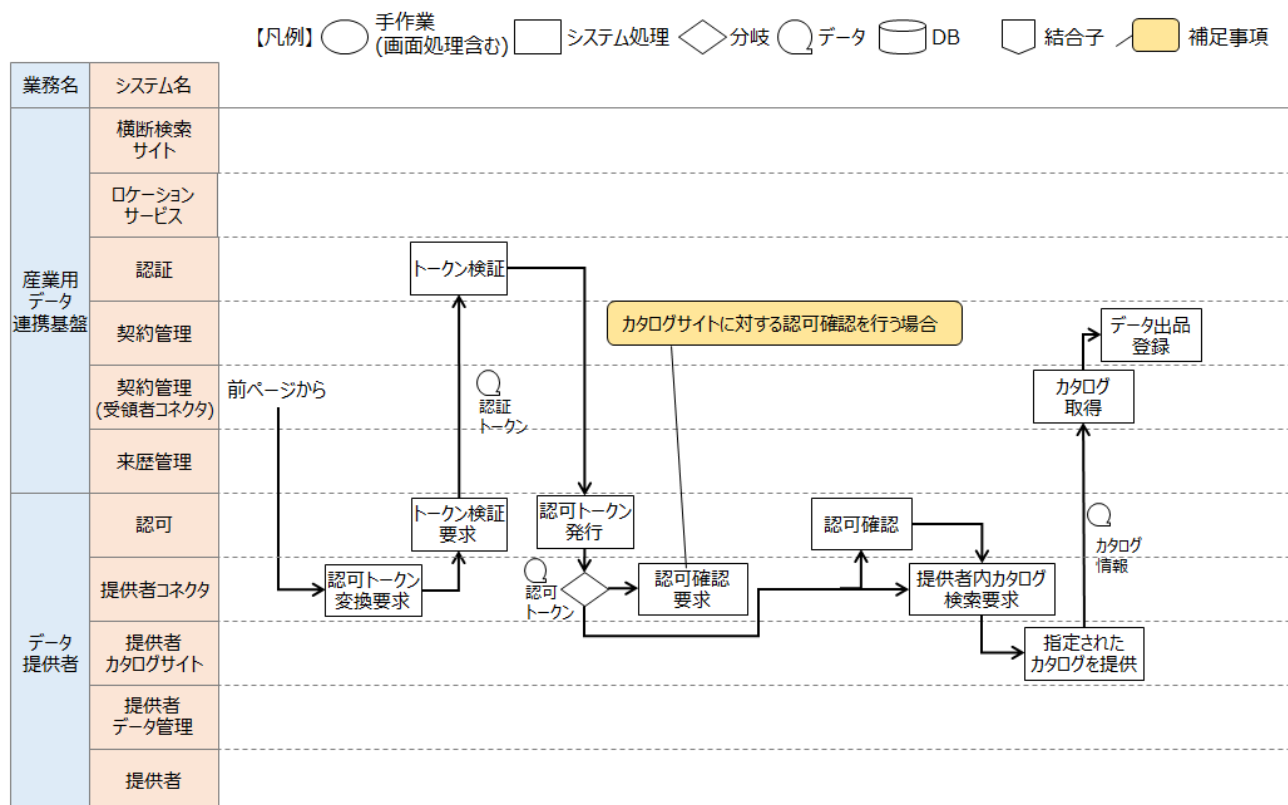 【凡例】
手作業
(画面処理含む)
システム処理
分岐
データ
DB
結合子
補足事項
業務名
システム名
産業用
データ
連携基盤
横断検索
サイト
ロケーション
サービス
認証
トークン検証
契約管理
カタログサイトに対する認可確認を行う場合
データ出品
登録
契約管理
(受領者コネクタ)
前ページから
認証
トークン
カタログ
取得
来歴管理
データ
提供者
認可
トークン検証
要求
認可トークン
発行
認可確認
カタログ
情報
提供者コネクタ
認可トークン
変換要求
認可
トークン
認可確認
要求
提供者内カタログ
検索要求
提供者
カタログサイト
指定された
カタログを提供
提供者
データ管理
提供者